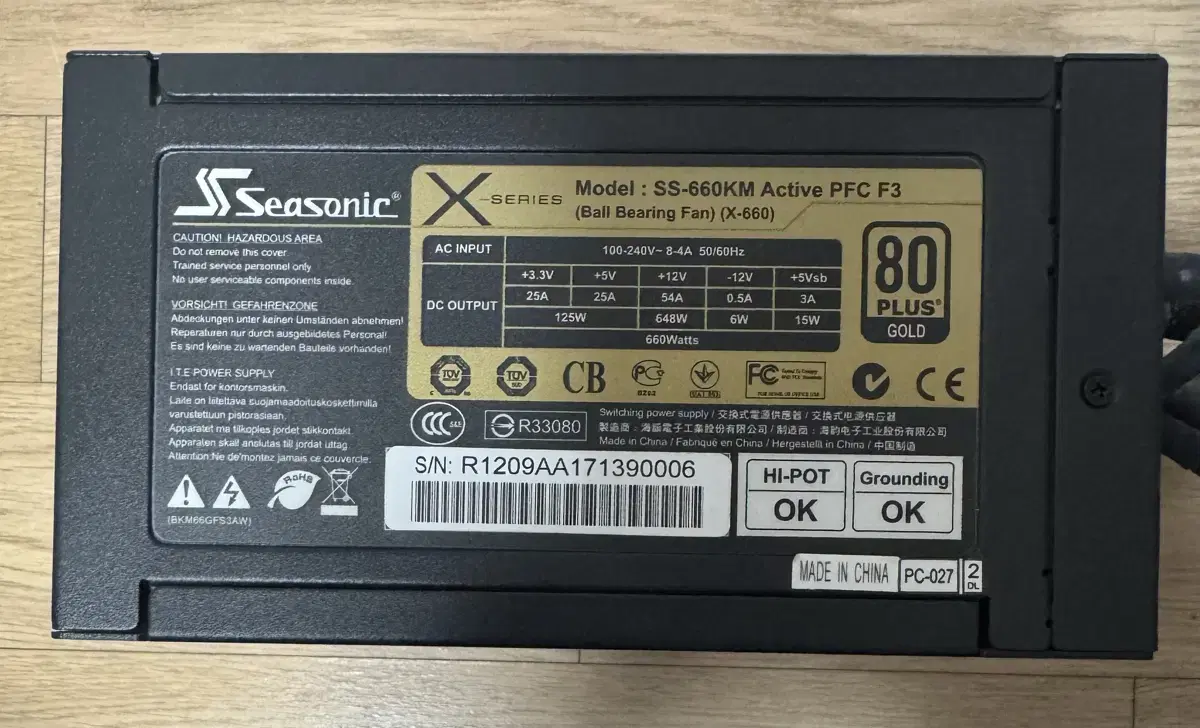 Seasonic®
CAUTION! HAZARDOUS AREA
Do not remove this cover.
Trained service personnel only
No user serviceable components inside.
VORSICHT! GEFAHRENZONE
Abdeckungen unter keinen Umständen abnehmen!
Reperaturen nur durch ausgebildetes Personal!
Es sind keine zu wartenden Bauteile vorhanden!
I.T.E POWER SUPPLY
Endast for kontorsmaskin.
Laite on liitettava suojamaadoituskoskettimilla
varustettuun pistorasiaan.
Apparatet ma tilkoples jordet stikkontakt.
Apparaten skall anslutas till jordat uttag
Attention:Ne de'montez jamais ce couvercle.
RoHS
(BKM66GFS3AW)
X-SERIES
Model : SS-660KM Active PFC F3
(Ball Bearing Fan) (X-660)
AC INPUT 100-240V~ 8-4A 50/60Hz
DC OUTPUT +3.3V +5V +12V -12V +5Vsb
25A 25A 54A 0.5A 3A
125W 648W 6W 15W
660Watts
80
PLUS®
GOLD
TÜV TÜV CB PC FC CE
CCC S&E R33080
Switching power supply / 交換式電源供應器 / 交换式电源供应器
製造商：海韻電子工業股份有限公司 / 制造商：海韵电子工业股份有限公司
Made in China / Fabriqué en China / Hergestellt in China / 中国制造
S/N: R1209AA171390006
HI-POT
OK
Grounding
OK
MADE IN CHINA PC-027 2
DL